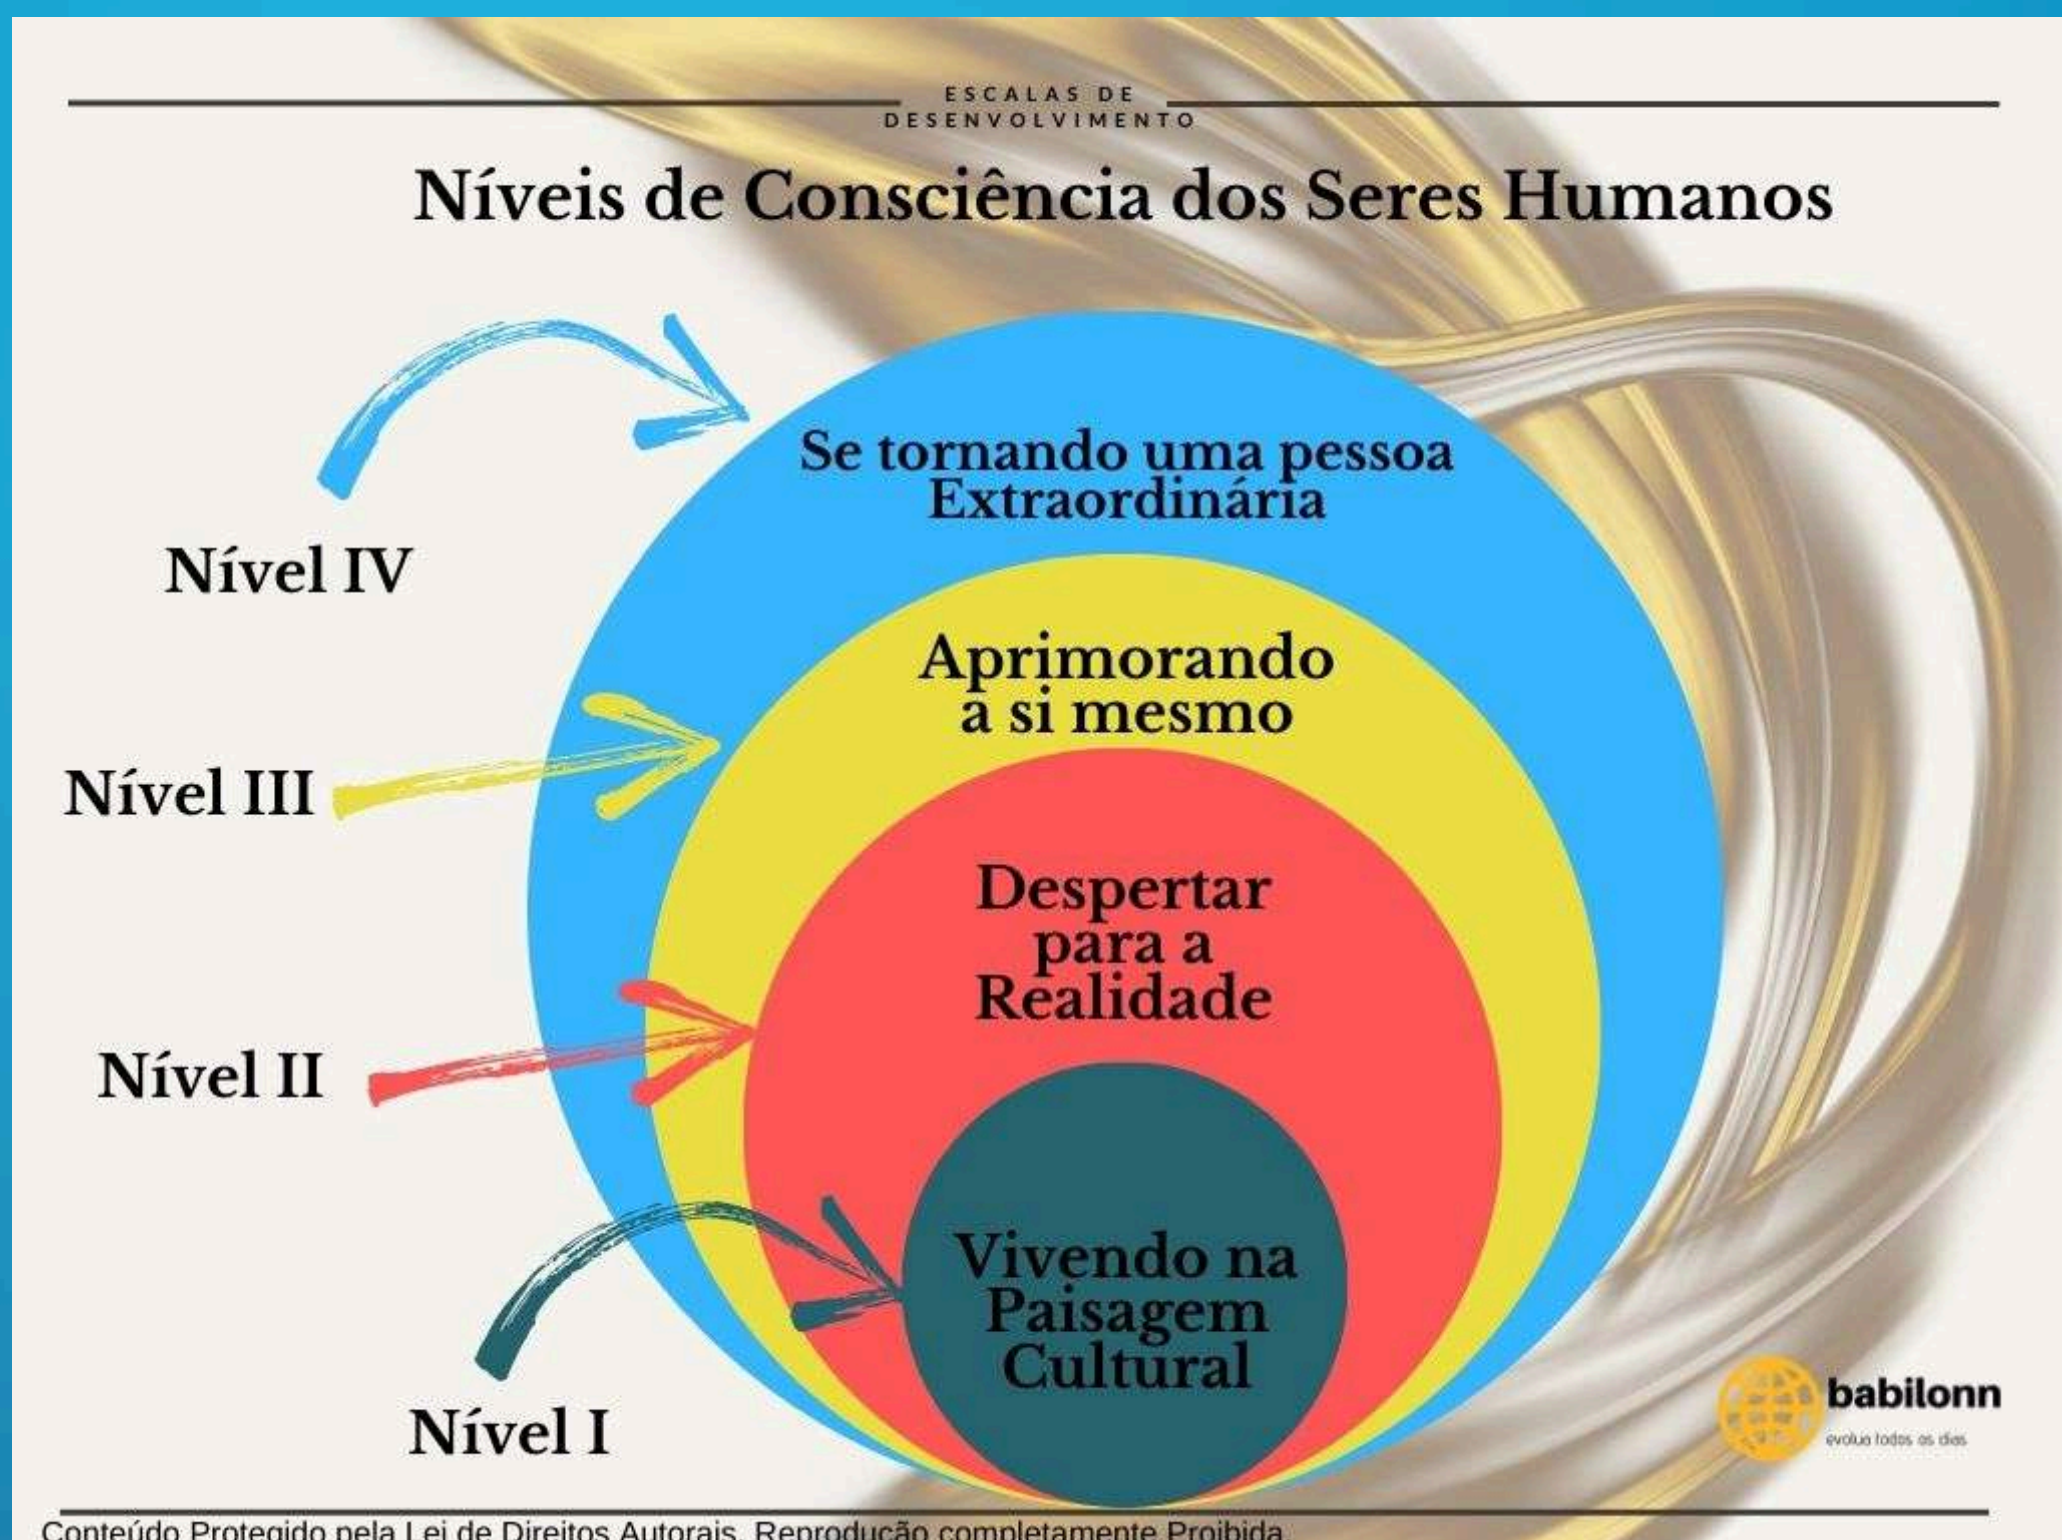 ESCALAS DE
DESENVOLVIMENTO
Níveis de Consciência dos Seres Humanos
Se tornando uma pessoa
Extraordinária
Nível IV
Aprimorando
a si mesmo
Nível III
Despertar
para a
Realidade
Nível II
Vivendo na
Paisagem
Cultural
Nível I
babilonn
evolua todos os dias
Conteúdo Protegido pela Lei de Direitos Autorais. Reprodução completamente Proibida